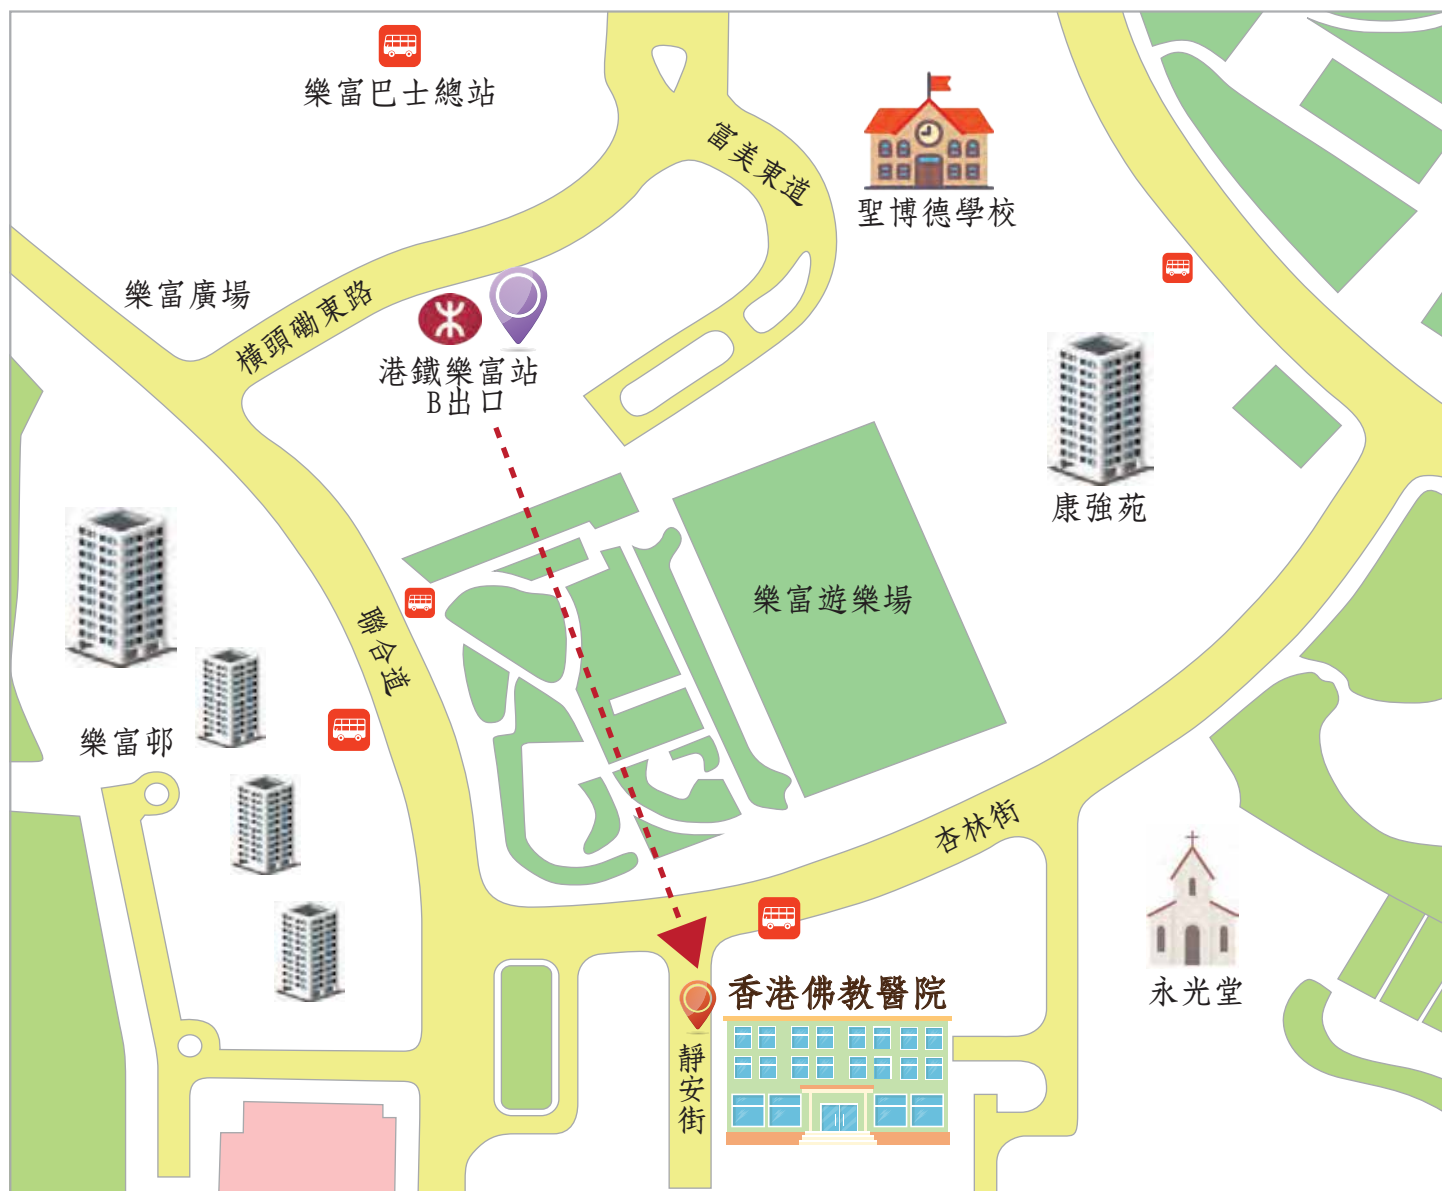 樂富巴士總站
富美東道
聖博德學校
樂富廣場
橫頭磡東路
港鐵樂富站
B出口
康強苑
樂富遊樂場
聯合道
樂富邨
杏林街
永光堂
香港佛教醫院
靜安街